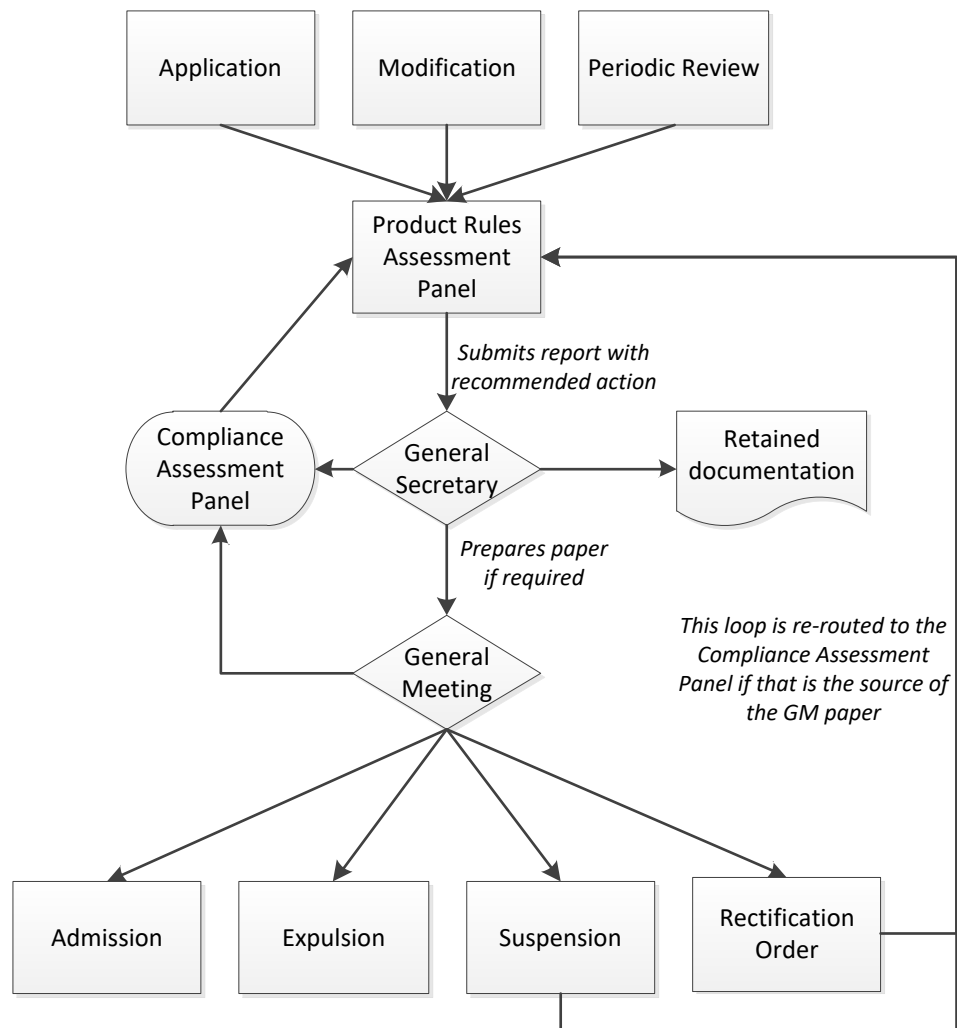 Application
Modification
Periodic Review
Product Rules
Assessment
Panel
Submits report with
recommended action
Compliance
Assessment
Panel
General
Secretary
Retained
documentation
Prepares paper
if required
General
Meeting
This loop is re-routed to the
Compliance Assessment
Panel if that is the source of
the GM paper
Admission
Expulsion
Suspension
Rectification
Order